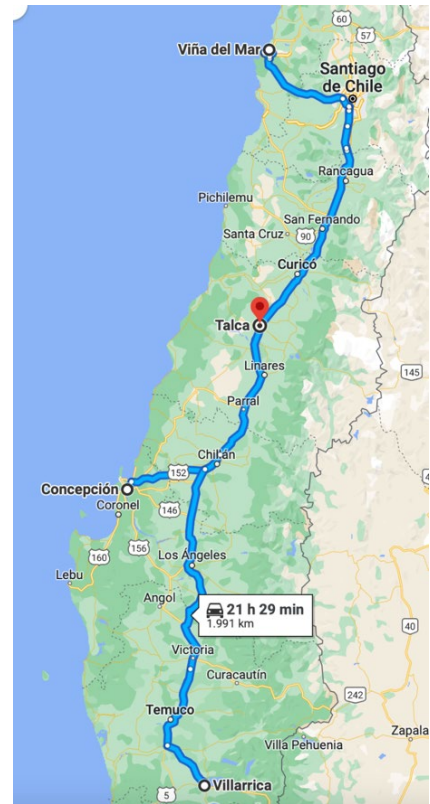 60
57
Viña del Mar
Santiago
de Chile
Rancagua
Pichilemu
San Fernando
Santa Cruz
90
Curicó
Talca
Linares
145
Parral
Chillán
152
Concepción
Coronel
146
156
160
Los Ángeles
Lebu
Angol
21 h 29 min
1.991 km
40
Victoria
Curacautín
242
Temuco
Villa Pehuenia
Zapala
Villarrica
5